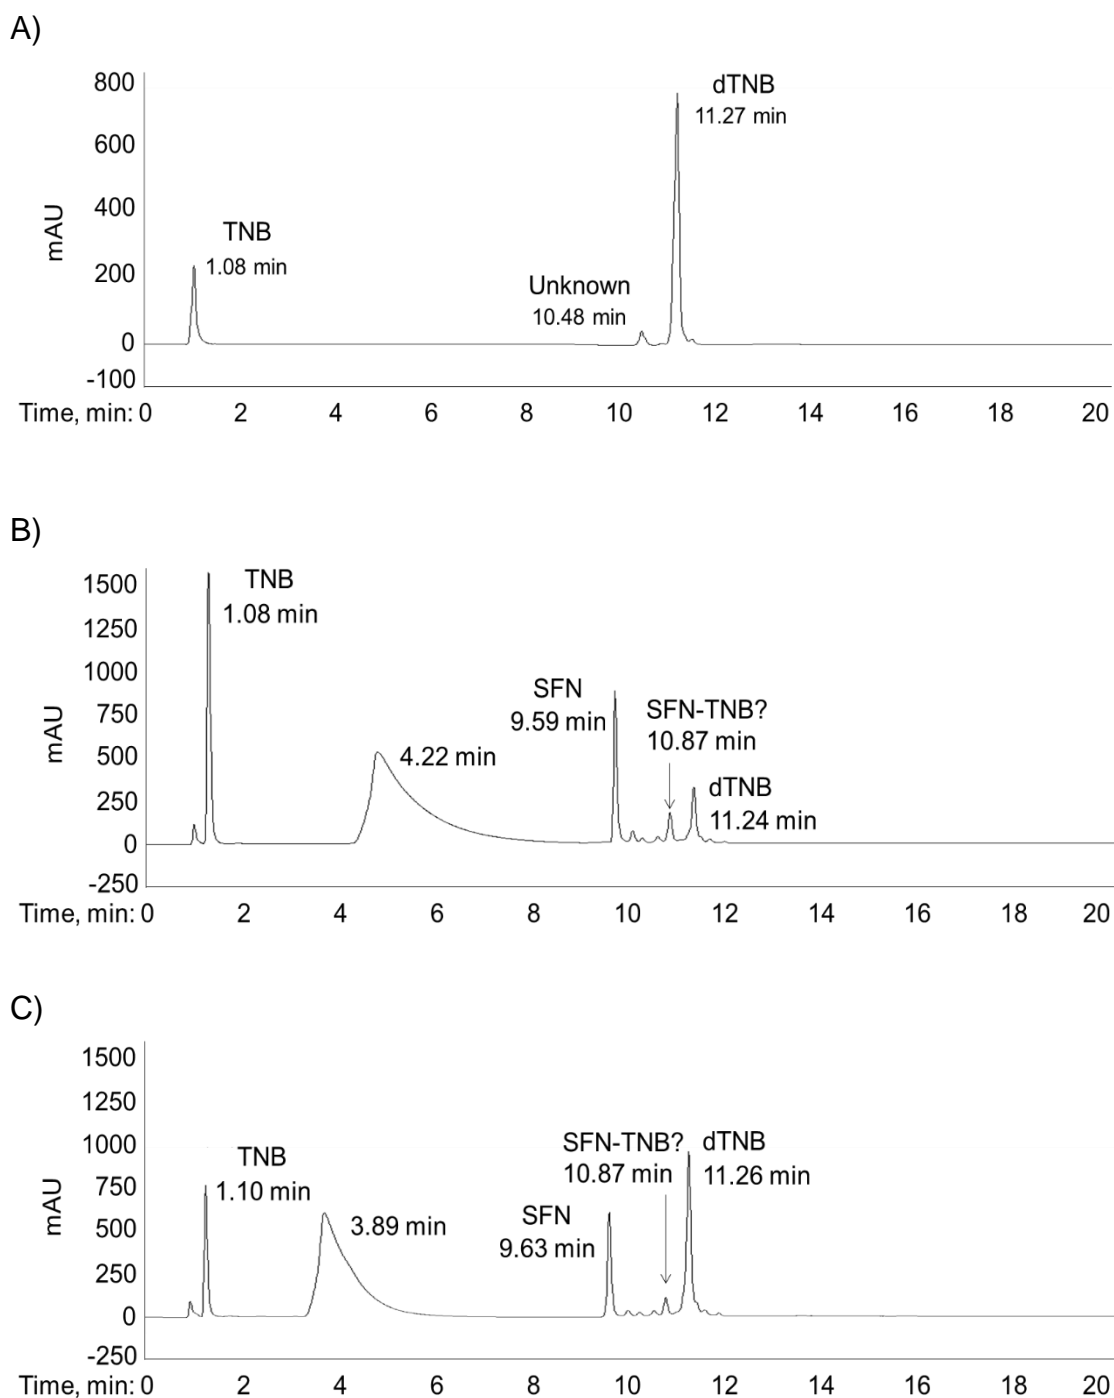 A)
800
dTNB
11.27 min
600
400
mAU
TNB
1.08 min
200
Unknown
10.48 min
0
-100
Time, min: 0 2 4 6 8 10 12 14 16 18 20
B)
1500
TNB
1.08 min
1250
1000
750
mAU
SFN
9.59 min
SFN-TNB?
10.87 min
500
4.22 min
250
dTNB
11.24 min
0
-250
Time, min: 0 2 4 6 8 10 12 14 16 18 20
C)
1500
1250
1000
TNB
1.10 min
SFN-TNB?
10.87 min
dTNB
11.26 min
750
mAU
500
3.89 min
SFN
9.63 min
250
0
-250
Time, min: 0 2 4 6 8 10 12 14 16 18 20